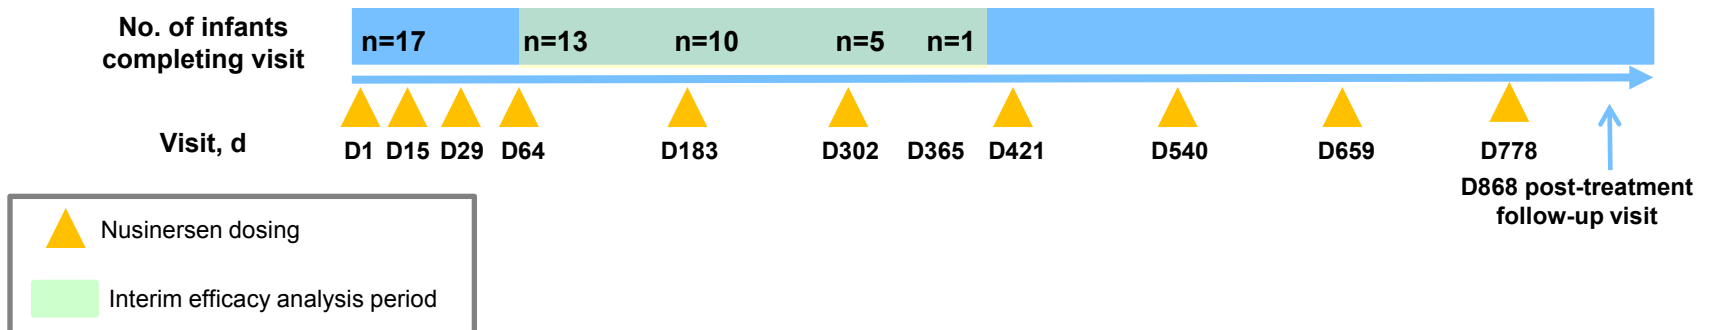 No. of infants
completing visit
n=17 n=13 n=10 n=5 n=1
Visit, d
D1 D15 D29 D64 D183 D302 D365 D421 D540 D659 D778
D868 post-treatment
follow-up visit
Nusinersen dosing
Interim efficacy analysis period